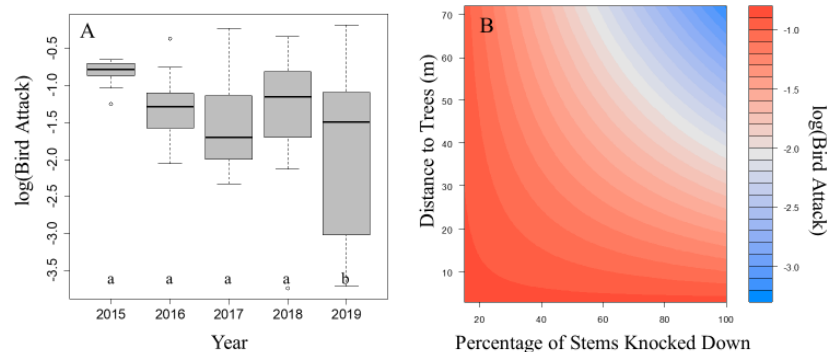 A
log(Bird Attack)
-0.5
-1.0
-1.5
-2.0
-2.5
-3.0
-3.5
a a a a b
2015 2016 2017 2018 2019
Year
B
Distance to Trees (m)
70
60
50
40
30
20
10
20 40 60 80 100
Percentage of Stems Knocked Down
-1.0
-1.5
-2.0
-2.5
-3.0
log(Bird Attack)